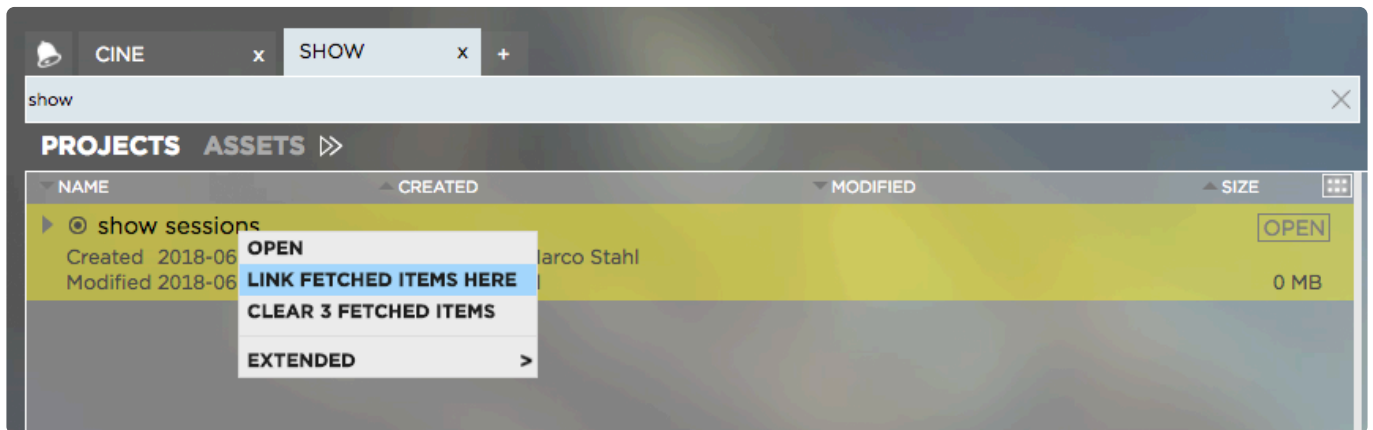 CINE x SHOW x +
show
PROJECTS ASSETS
NAME CREATED MODIFIED SIZE
show sessions OPEN
OPEN
Created 2018-06 arco Stahl
LINK FETCHED ITEMS HERE
Modified 2018-06 0 MB
CLEAR 3 FETCHED ITEMS
EXTENDED >